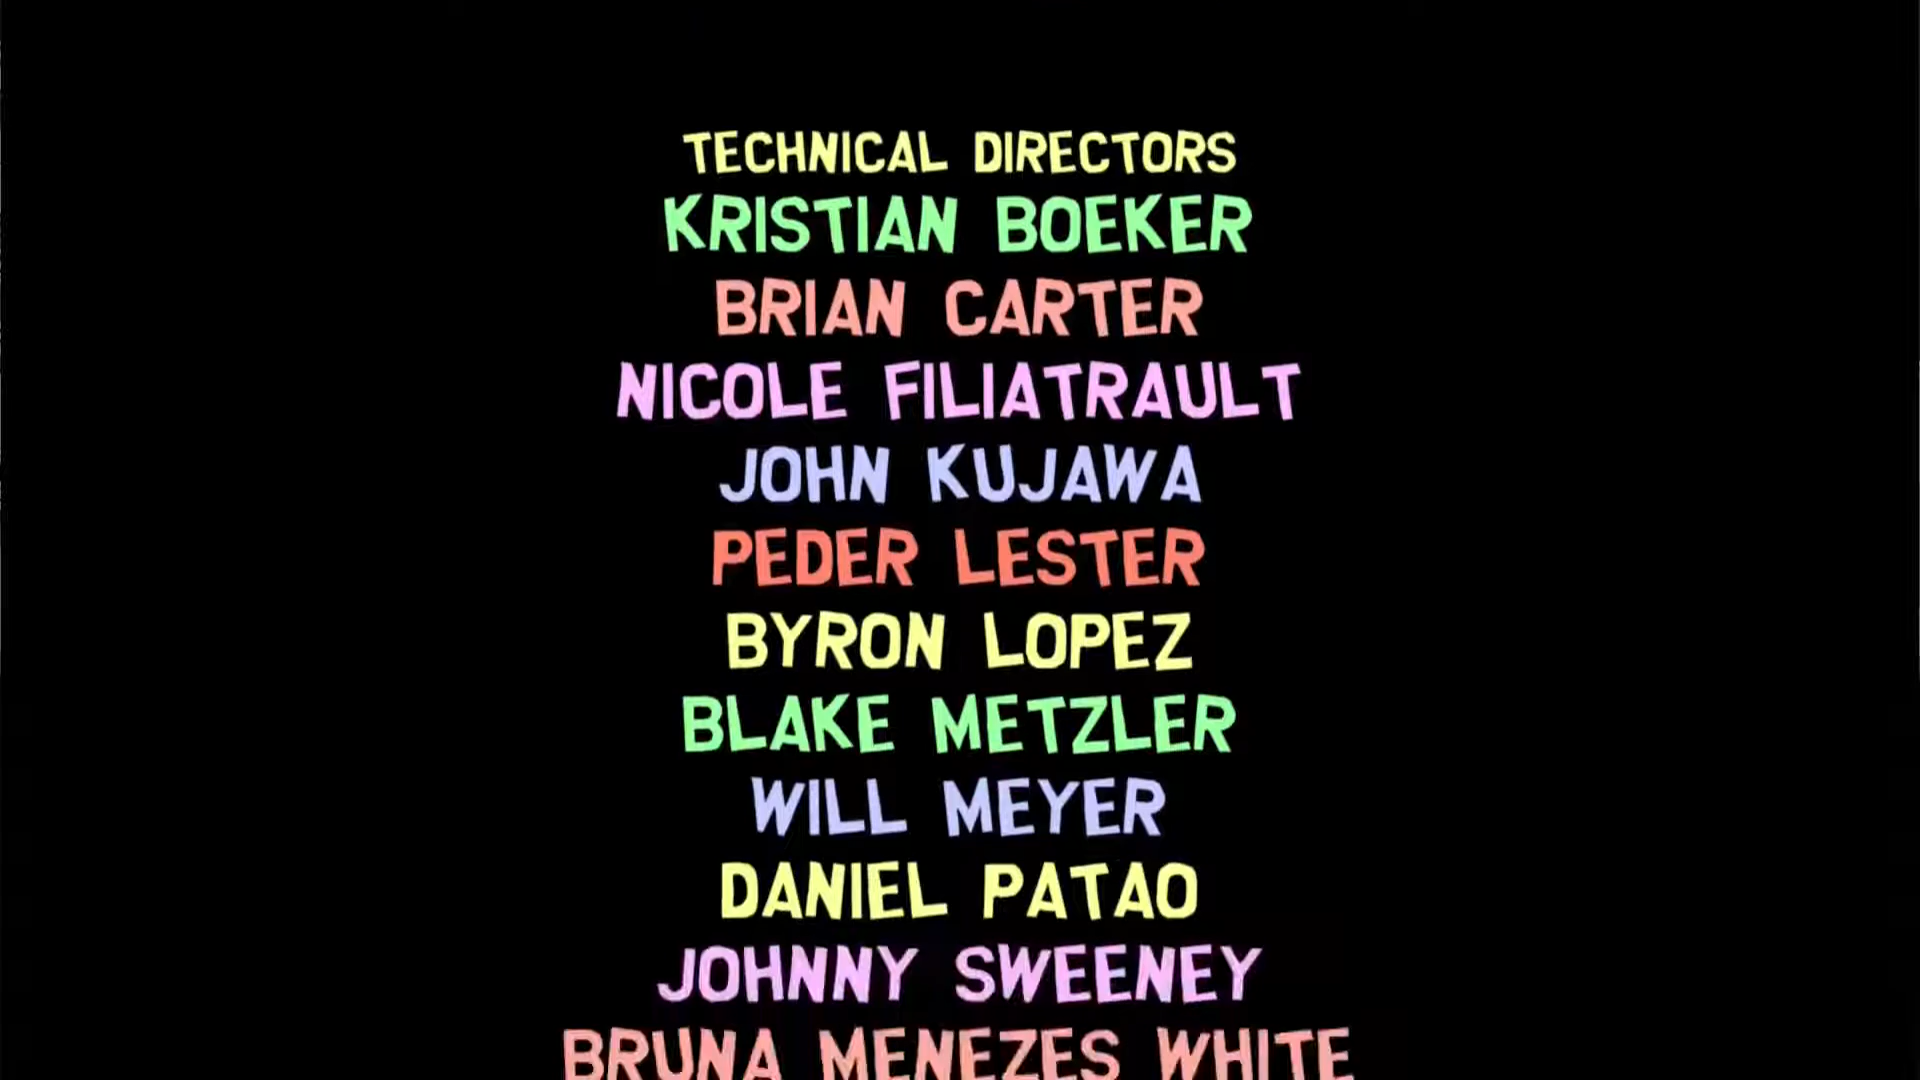 TECHNICAL DIRECTORS
KRISTIAN BOEKER
BRIAN CARTER
NICOLE FILIATRAULT
JOHN KUJAWA
PEDER LESTER
BYRON LOPEZ
BLAKE METZLER
WILL MEYER
DANIEL PATAO
JOHNNY SWEENEY
BRUNA MENEZES WHITE